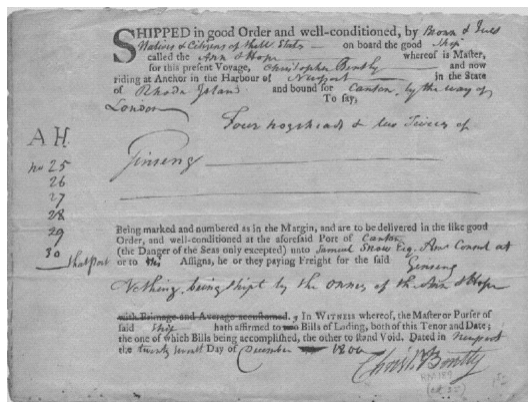 SHIPPED in good Order and well-conditioned, by Brown & Ives
Natives & Citizens of the U. States on board the good Ship
called the Ann & Hope whereof is Master,
for this present Voyage, Christopher Bently and now
riding at Anchor in the Harbour of Newport in the State
of Rhode Island and bound for Canton, by the way of
London To say,
Four hogsheads & two Tierces of
Ginseng
A H.
no 25
26
27
28
29
30
Being marked and numbered as in the Margin, and are to be delivered in the like good
Order, and well-conditioned at the aforesaid Port of Canton
(the Danger of the Seas only excepted) unto Samuel Snow Esq. Amn Consul at
that Port or to his Assigns, he or they paying Freight for the said
Ginseng
Nothing, being shipt by the owners of the Ann & Hope
with Primage and Average accustomed. In WITNESS whereof, the Master or Purser of
said Ship hath affirmed to two Bills of Lading, both of this Tenor and Date;
the one of which Bills being accomplished, the other to stand Void. Dated in Newport
the twenty Day of December 1800
Christ. Bently